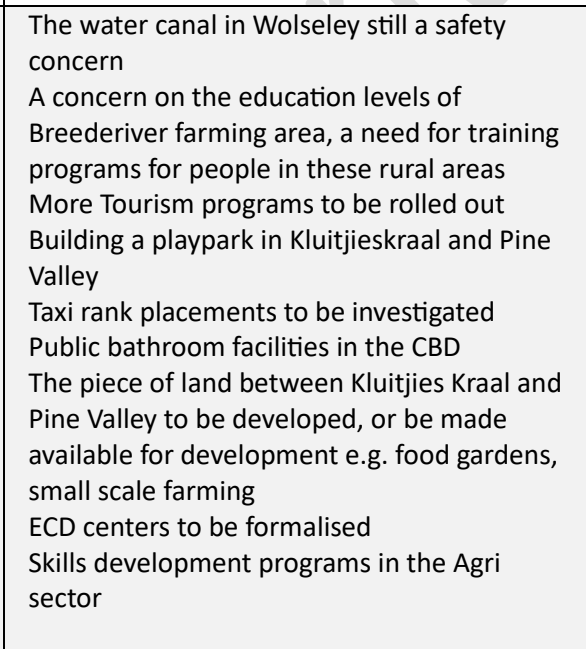 The water canal in Wolseley still a safety
concern
A concern on the education levels of
Breederiver farming area, a need for training
programs for people in these rural areas
More Tourism programs to be rolled out
Building a playpark in Kluitjieskraal and Pine
Valley
Taxi rank placements to be investigated
Public bathroom facilities in the CBD
The piece of land between Kluitjies Kraal and
Pine Valley to be developed, or be made
available for development e.g. food gardens,
small scale farming
ECD centers to be formalised
Skills development programs in the Agri
sector